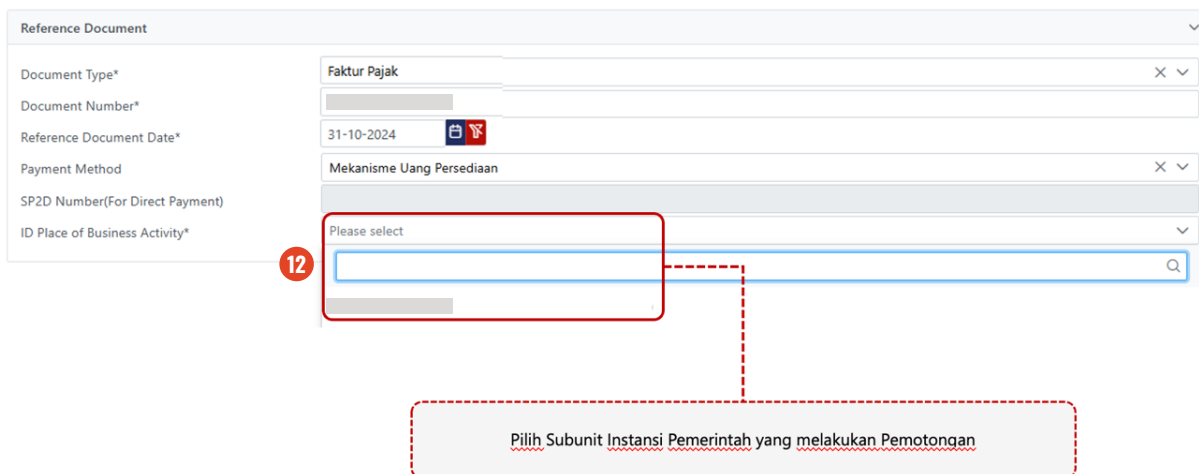 Reference Document
Document Type* Faktur Pajak
Document Number*
Reference Document Date* 31-10-2024
Payment Method Mekanisme Uang Persediaan
SP2D Number(For Direct Payment)
ID Place of Business Activity* Please select
12
Pilih Subunit Instansi Pemerintah yang melakukan Pemotongan